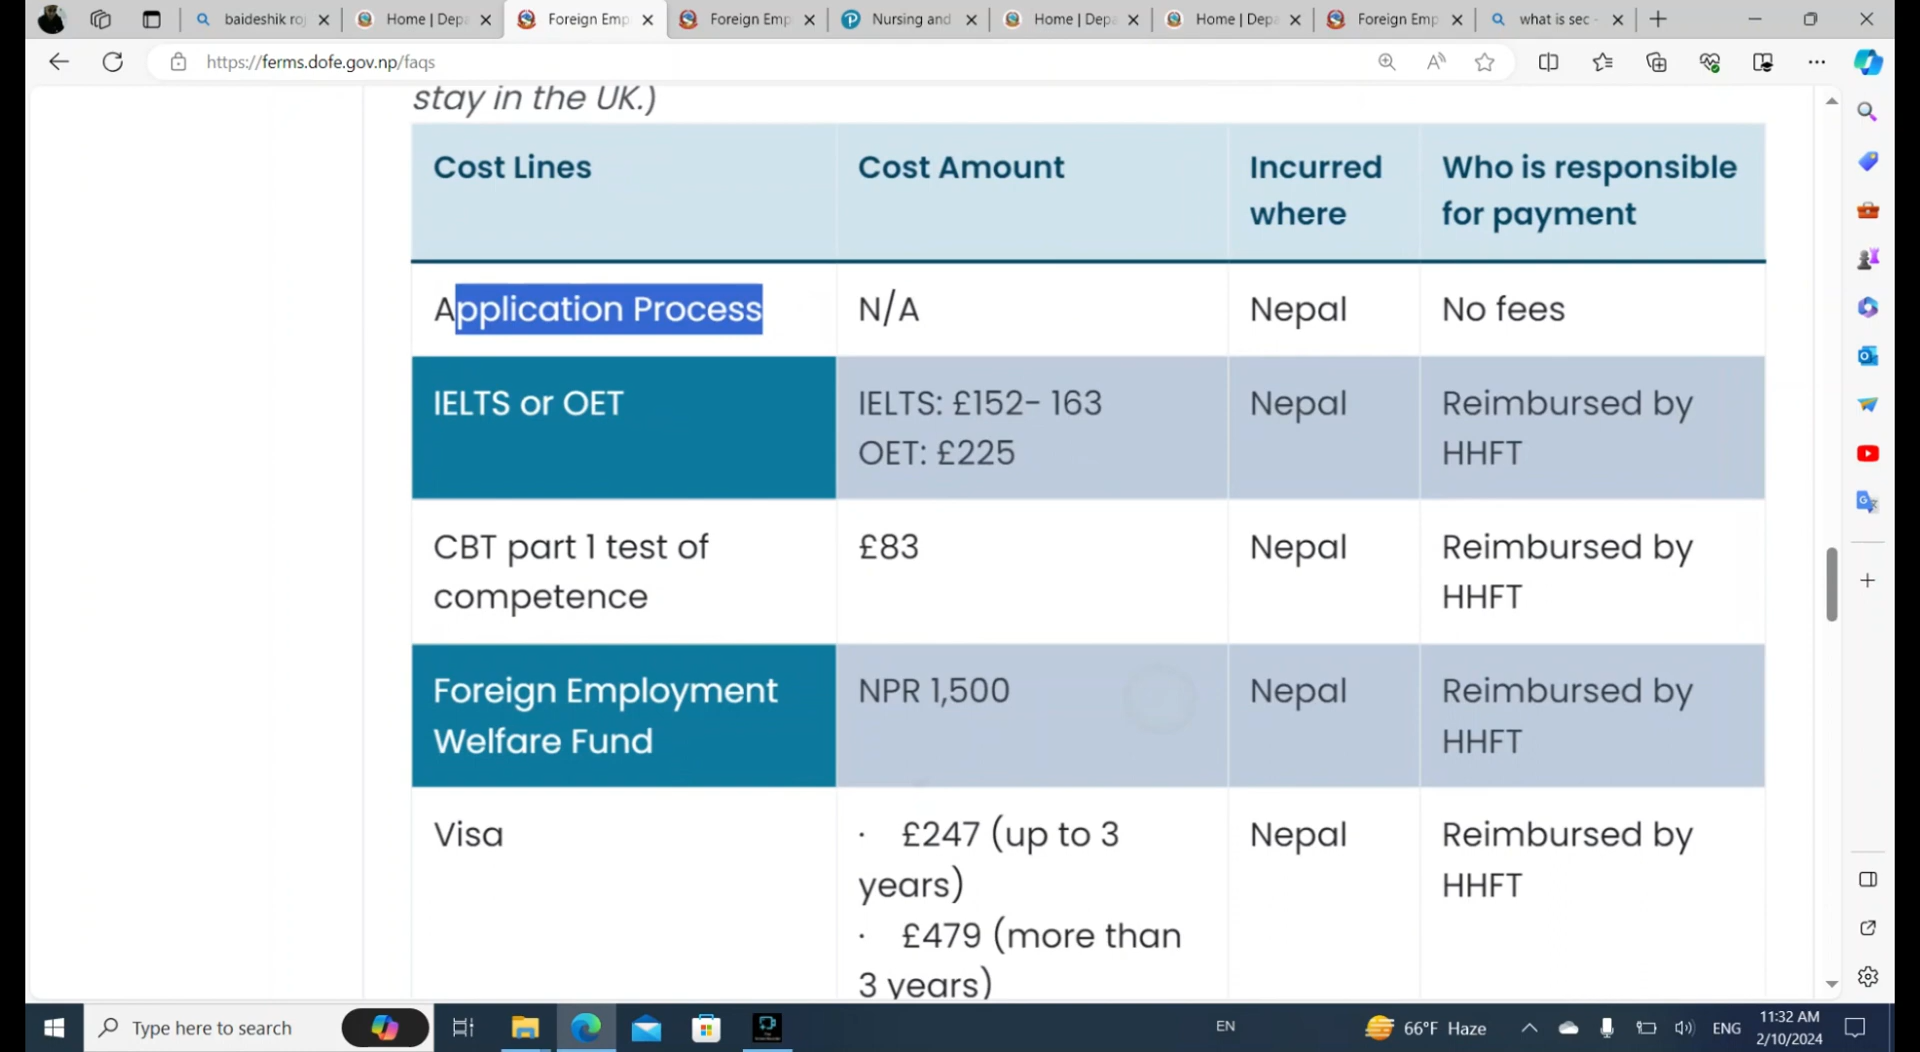 baideshik roj
Home | Depa
Foreign Emp
Foreign Emp
Nursing and
Home | Depa
Home | Depa
Foreign Emp
what is sec -
https://ferms.dofe.gov.np/faqs
stay in the UK.)
Cost Lines
Cost Amount
Incurred
where
Who is responsible
for payment
Application Process
N/A
Nepal
No fees
IELTS or OET
IELTS: £152- 163
OET: £225
Nepal
Reimbursed by
HHFT
CBT part 1 test of
competence
£83
Nepal
Reimbursed by
HHFT
Foreign Employment
Welfare Fund
NPR 1,500
Nepal
Reimbursed by
HHFT
Visa
· £247 (up to 3
years)
· £479 (more than
3 years)
Nepal
Reimbursed by
HHFT
Type here to search
EN
66°F Haze
ENG
11:32 AM
2/10/2024